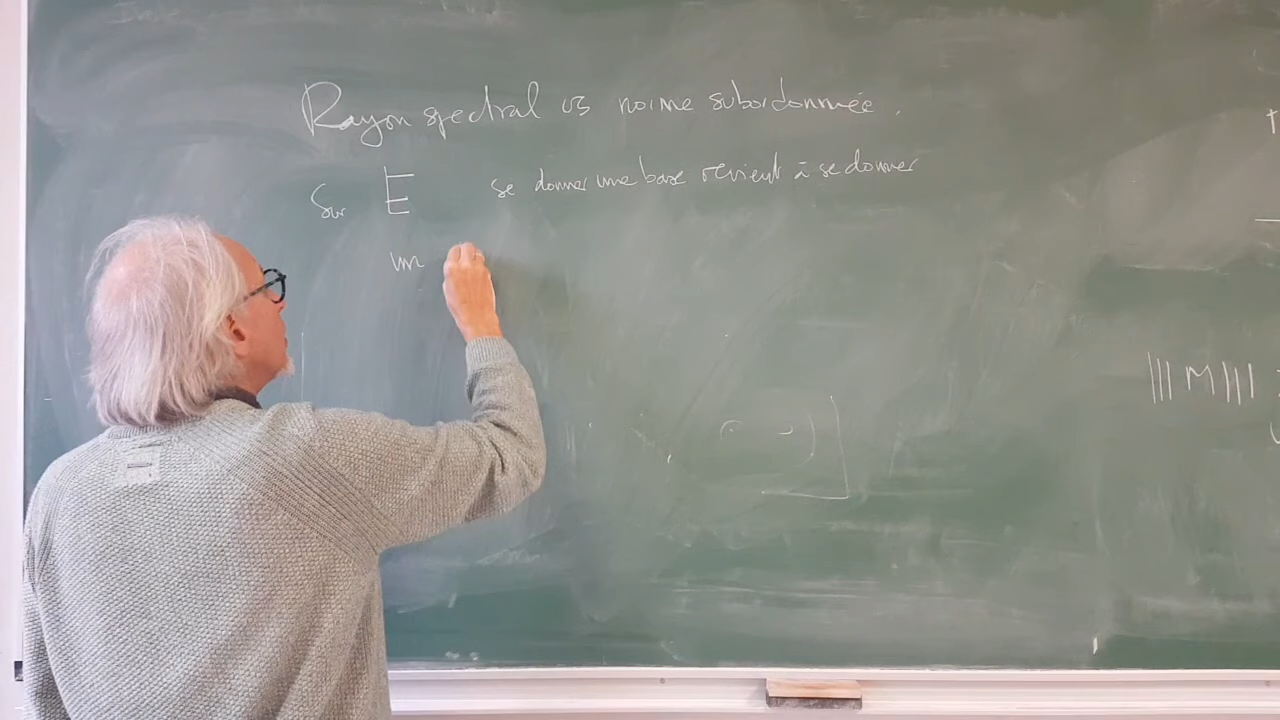 Rayon spectral vs norme subordonnée.
Sur E se donner une base revient à se donner
un
||| M |||